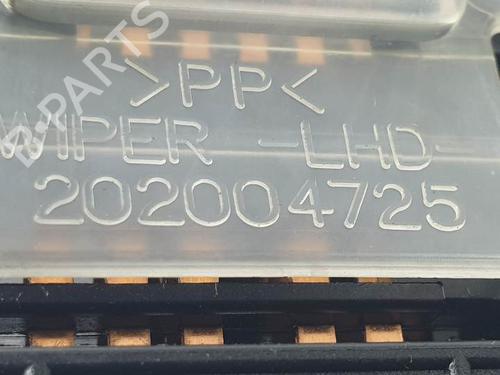 >PP<
WIPER -LHD-
202004725
B-PARTS